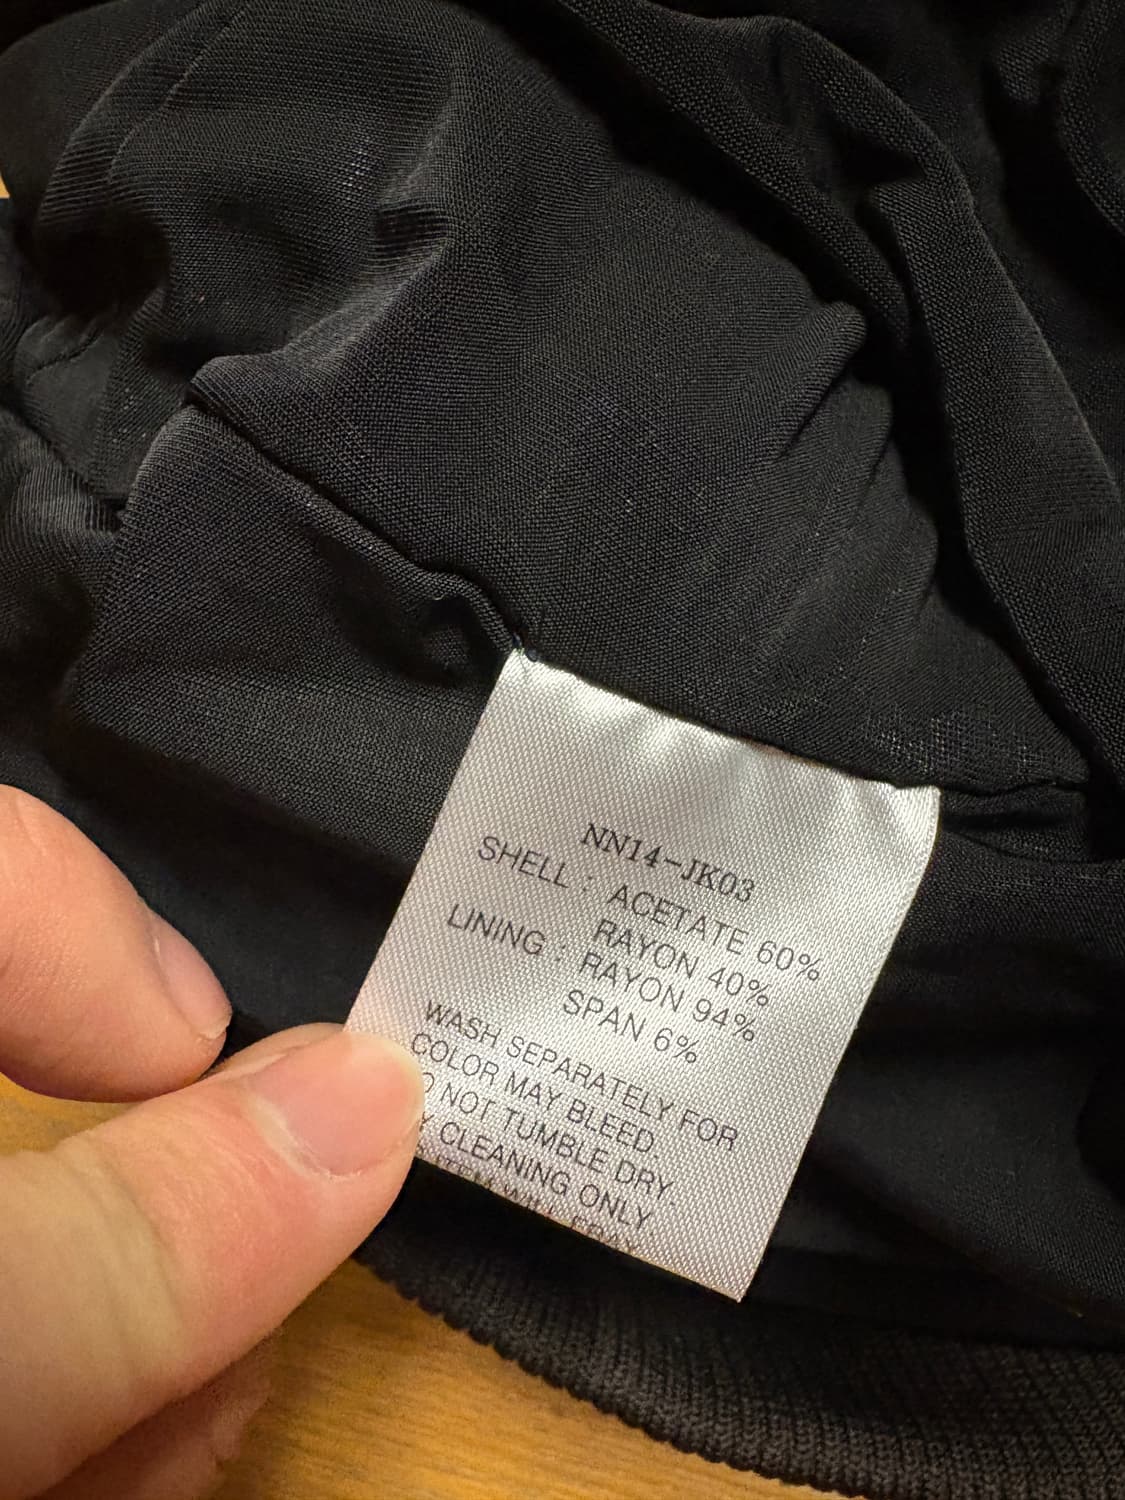 NN14-JK03
SHELL : ACETATE 60%
RAYON 40%
LINING : RAYON 94%
SPAN 6%
WASH SEPARATELY FOR
COLOR MAY BLEED.
O NOT TUMBLE DRY.
Y CLEANING ONLY
WILL